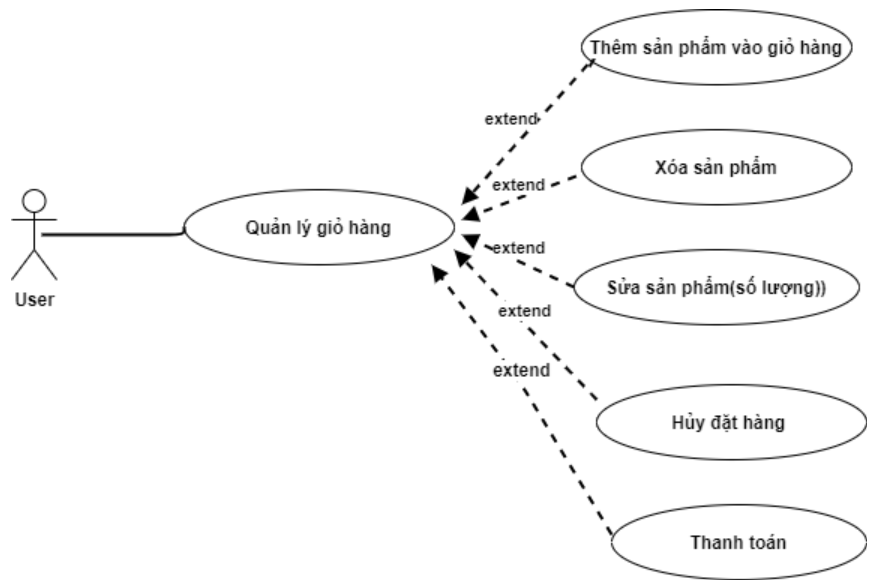 Thêm sản phẩm vào giỏ hàng
extend
Xóa sản phẩm
extend
Quản lý giỏ hàng
extend
User
Sửa sản phẩm(số lượng))
extend
extend
Hủy đặt hàng
Thanh toán